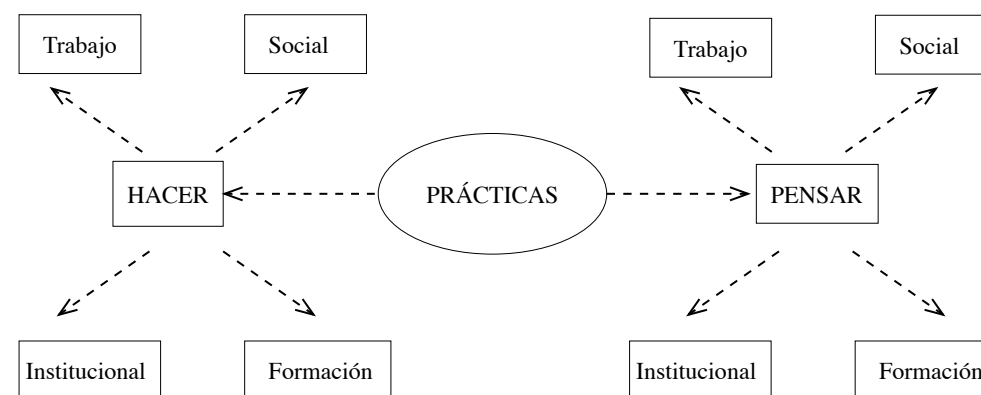 Trabajo
Social
Trabajo
Social
HACER
PRÁCTICAS
PENSAR
Institucional
Formación
Institucional
Formación